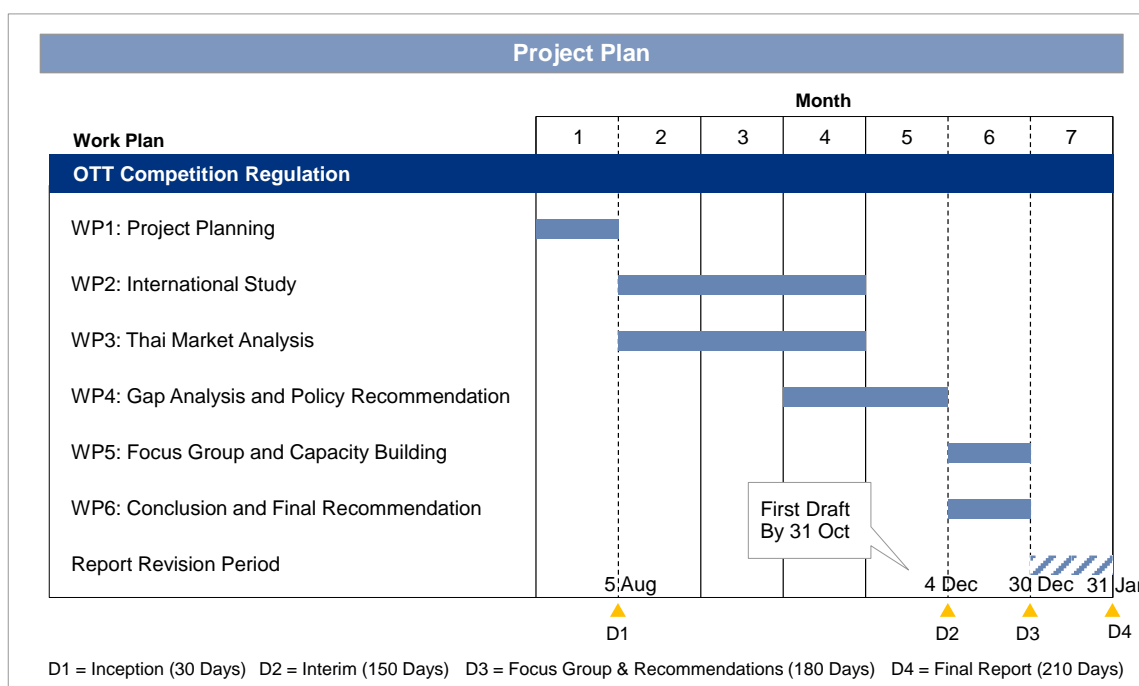 Project Plan
Month
Work Plan
1 2 3 4 5 6 7
OTT Competition Regulation
WP1: Project Planning
WP2: International Study
WP3: Thai Market Analysis
WP4: Gap Analysis and Policy Recommendation
WP5: Focus Group and Capacity Building
WP6: Conclusion and Final Recommendation
First Draft
By 31 Oct
Report Revision Period
5 Aug 4 Dec 30 Dec 31 Jan
D1 D2 D3 D4
D1 = Inception (30 Days) D2 = Interim (150 Days) D3 = Focus Group & Recommendations (180 Days) D4 = Final Report (210 Days)